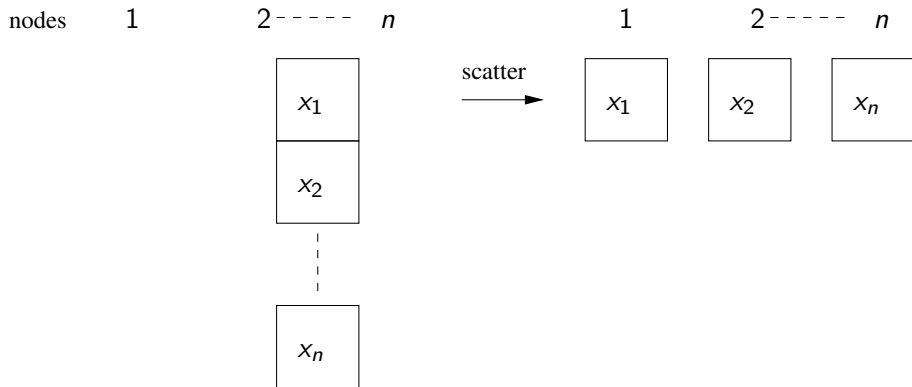 nodes 1 2 n 1 2 n
scatter
x₁ x₁ x₂ xₙ
x₂
xₙ